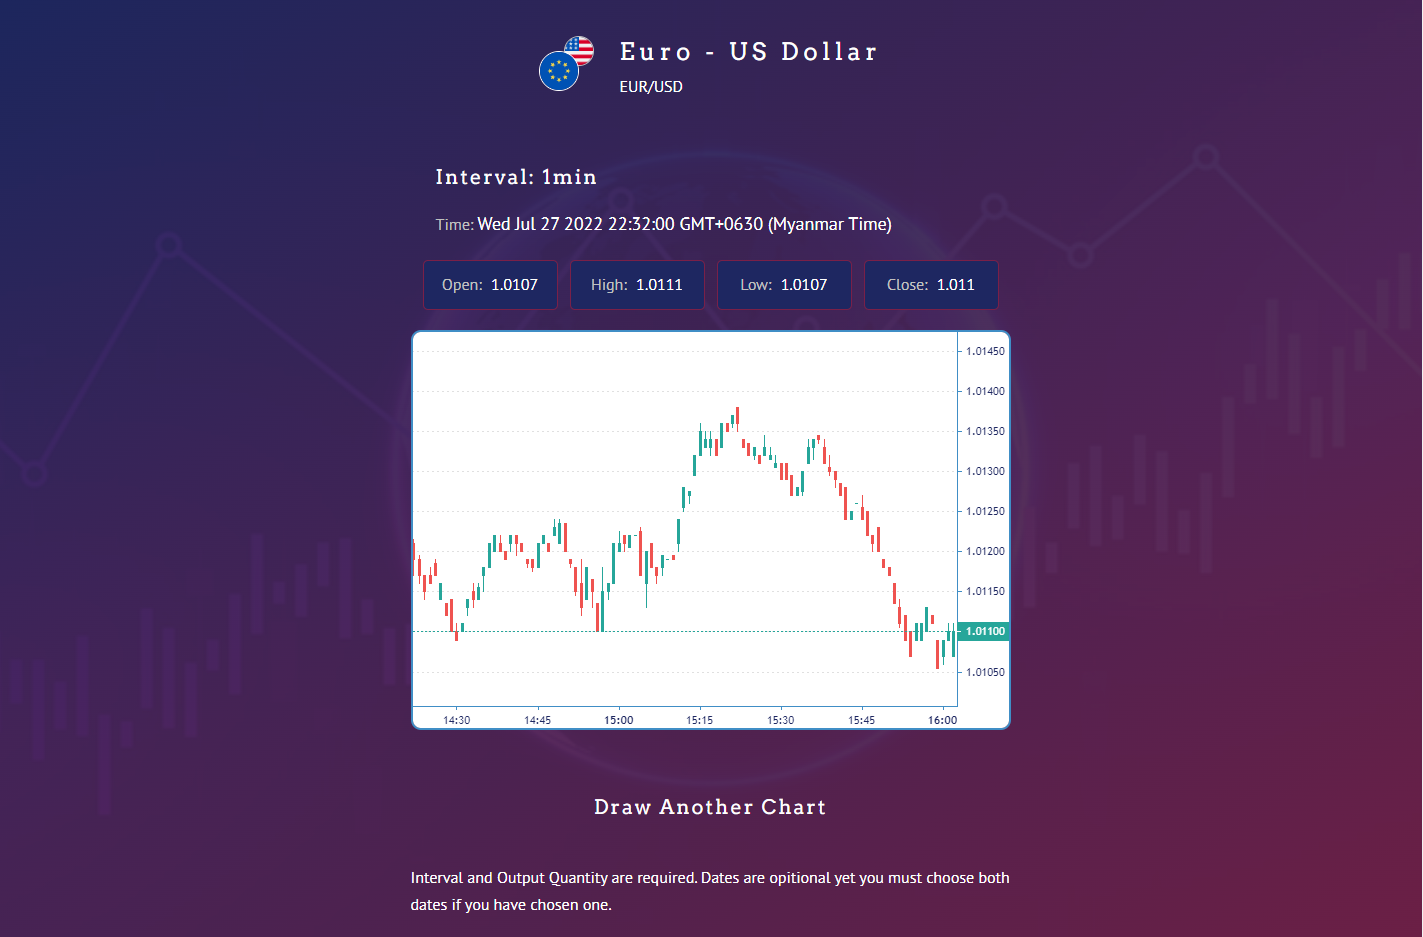 Euro - US Dollar
EUR/USD
Interval: 1min
Time: Wed Jul 27 2022 22:32:00 GMT+0630 (Myanmar Time)
Open: 1.0107 High: 1.0111 Low: 1.0107 Close: 1.011
1.01450
1.01400
1.01350
1.01300
1.01250
1.01200
1.01150
1.01100
1.01050
14:30 14:45 15:00 15:15 15:30 15:45 16:00
Draw Another Chart
Interval and Output Quantity are required. Dates are opitional yet you must choose both
dates if you have chosen one.